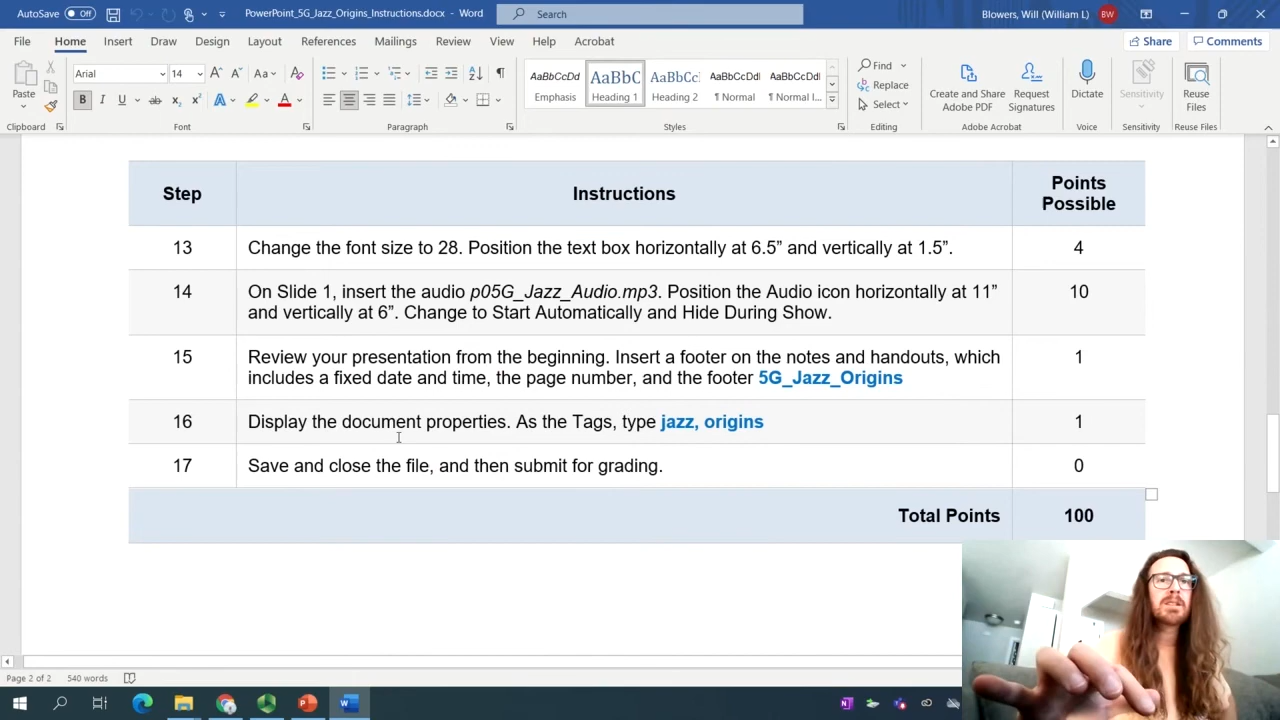 AutoSave Off PowerPoint_5G_Jazz_Origins_Instructions.docx - Word Search Blowers, Will (William L) BW
File Home Insert Draw Design Layout References Mailings Review View Help Acrobat Share Comments
Arial 14 Aa
AaBbCcDd AaBbC AaBbCc AaBbCcDd AaBbCcDd
Emphasis Heading 1 Heading 2 ¶ Normal ¶ Normal I...
Paste
B I U ab x₂ x² A A
Find
Replace
Select
Create and Share
Adobe PDF
Request
Signatures
Dictate
Sensitivity
Reuse
Files
Clipboard Font Paragraph Styles Editing Adobe Acrobat Voice Sensitivity Reuse Files
Step Instructions Points
Possible
13 Change the font size to 28. Position the text box horizontally at 6.5” and vertically at 1.5”. 4
14 On Slide 1, insert the audio p05G_Jazz_Audio.mp3. Position the Audio icon horizontally at 11” 10
and vertically at 6”. Change to Start Automatically and Hide During Show.
15 Review your presentation from the beginning. Insert a footer on the notes and handouts, which 1
includes a fixed date and time, the page number, and the footer 5G_Jazz_Origins
16 Display the document properties. As the Tags, type jazz, origins 1
17 Save and close the file, and then submit for grading. 0
Total Points 100
Page 2 of 2 540 words